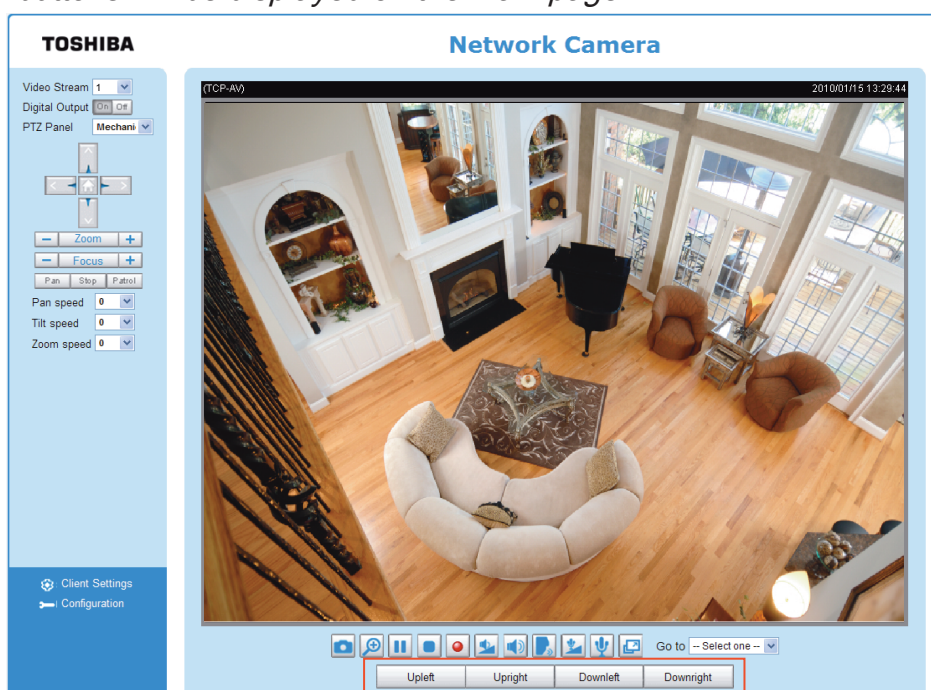 TOSHIBA
Network Camera
Video Stream 1
Digital Output On Off
PTZ Panel Mechani
Zoom
Focus
Pan Stop Patrol
Pan speed 0
Tilt speed 0
Zoom speed 0
Client Settings
Configuration
(TCP-AV) 2010/01/15 13:29:44
Go to -- Select one --
Upleft Upright Downleft Downright